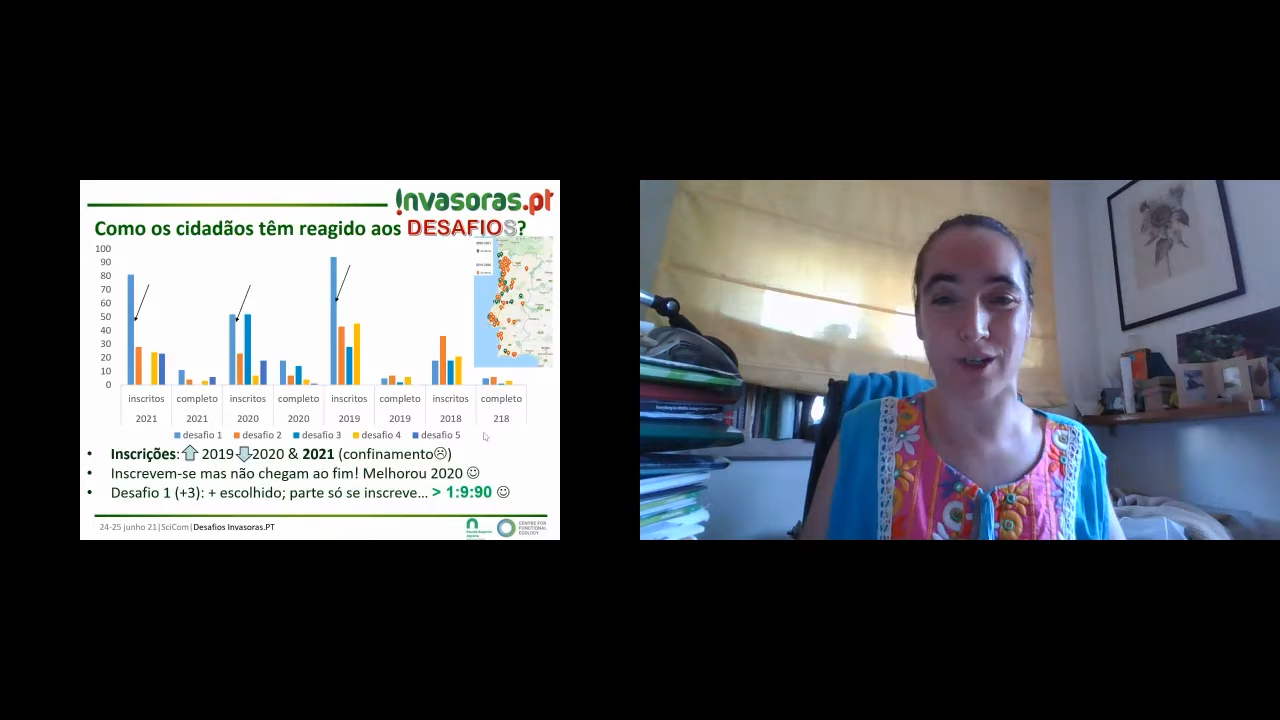 Invasoras.pt
Como os cidadãos têm reagido aos DESAFIOS?
100
90
80
70
60
50
40
30
20
10
0
inscritos completo inscritos completo inscritos completo inscritos completo
2021 2021 2020 2020 2019 2019 2018 218
desafio 1 desafio 2 desafio 3 desafio 4 desafio 5
• Inscrições: 2019 2020 & 2021 (confinamento☹)
• Inscrevem-se mas não chegam ao fim! Melhorou 2020 ☺
• Desafio 1 (+3): + escolhido; parte só se inscreve... > 1:9:90 ☺
24-25 junho 21|SciCom|Desafios Invasoras.PT
CENTRE FOR
FUNCTIONAL
ECOLOGY